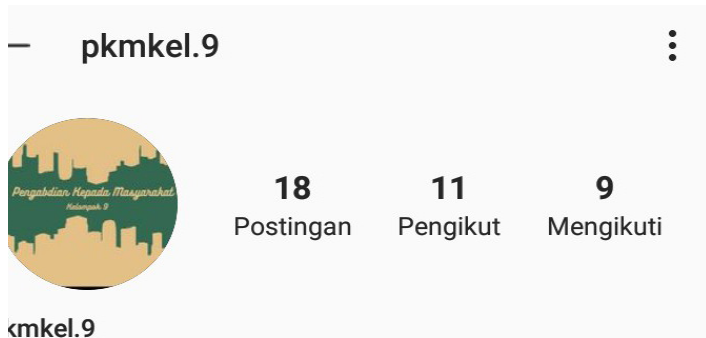 pkmkel.9
Pengabdian Kepada Masyarakat
Kelompok 9
18 11 9
Postingan Pengikut Mengikuti
kmkel.9